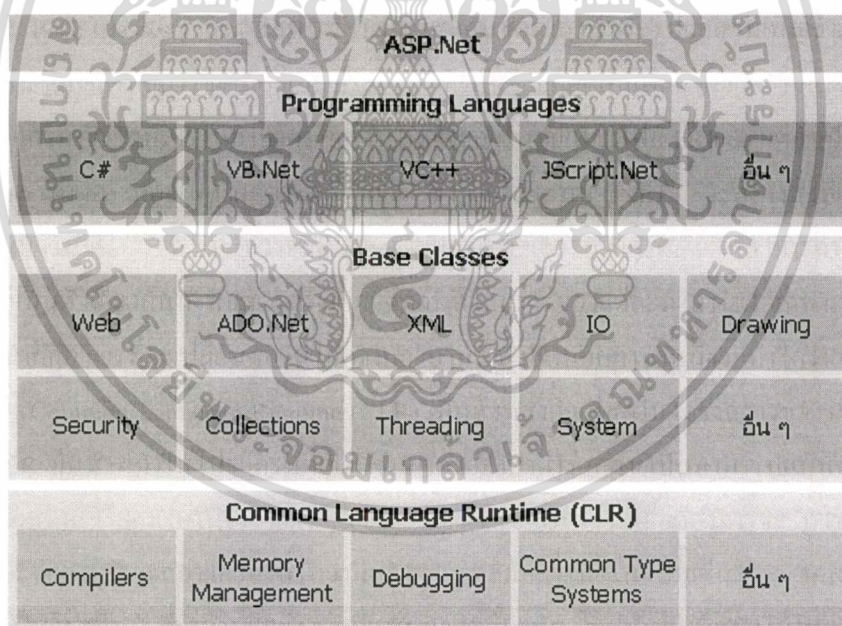 ASP.Net
Programming Languages
C# VB.Net VC++ JScript.Net อื่น ๆ
Base Classes
Web ADO.Net XML IO Drawing
Security Collections Threading System อื่น ๆ
Common Language Runtime (CLR)
Compilers Memory Management Debugging Common Type Systems อื่น ๆ